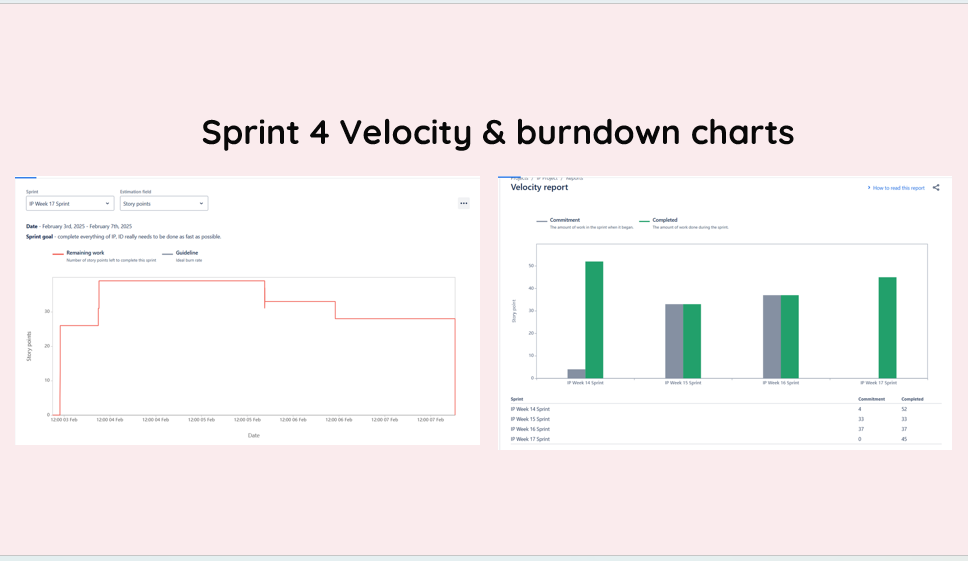 Sprint 4 Velocity & burndown charts
Sprint
Estimation field
IP Week 17 Sprint
Story points
Date - February 3rd, 2025 - February 7th, 2025
Sprint goal - complete everything of IP, ID really needs to be done as fast as possible.
Remaining work
Number of story points left to complete this sprint
Guideline
Ideal burn rate
Story points
30
20
10
0
12:00 03 Feb 12:00 04 Feb 12:00 04 Feb 12:00 05 Feb 12:00 05 Feb 12:00 06 Feb 12:00 06 Feb 12:00 07 Feb 12:00 07 Feb
Date
Projects / IP Project / Reports
Velocity report
How to read this report
Commitment
The amount of work in the sprint when it began.
Completed
The amount of work done during the sprint.
Story point
50
40
30
20
10
0
IP Week 14 Sprint IP Week 15 Sprint IP Week 16 Sprint IP Week 17 Sprint
Sprint Commitment Completed
IP Week 14 Sprint 4 52
IP Week 15 Sprint 33 33
IP Week 16 Sprint 37 37
IP Week 17 Sprint 0 45